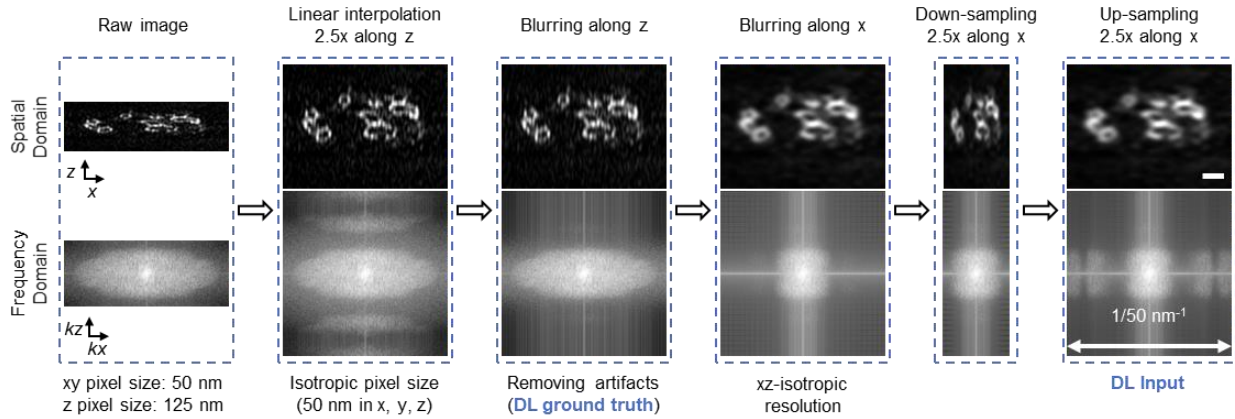 Raw image
Linear interpolation
2.5x along z
Blurring along z
Blurring along x
Down-sampling
2.5x along x
Up-sampling
2.5x along x
Spatial
Domain
z
x
Frequency
Domain
kz
kx
1/50 nm⁻¹
xy pixel size: 50 nm
z pixel size: 125 nm
Isotropic pixel size
(50 nm in x, y, z)
Removing artifacts
(DL ground truth)
xz-isotropic
resolution
DL Input